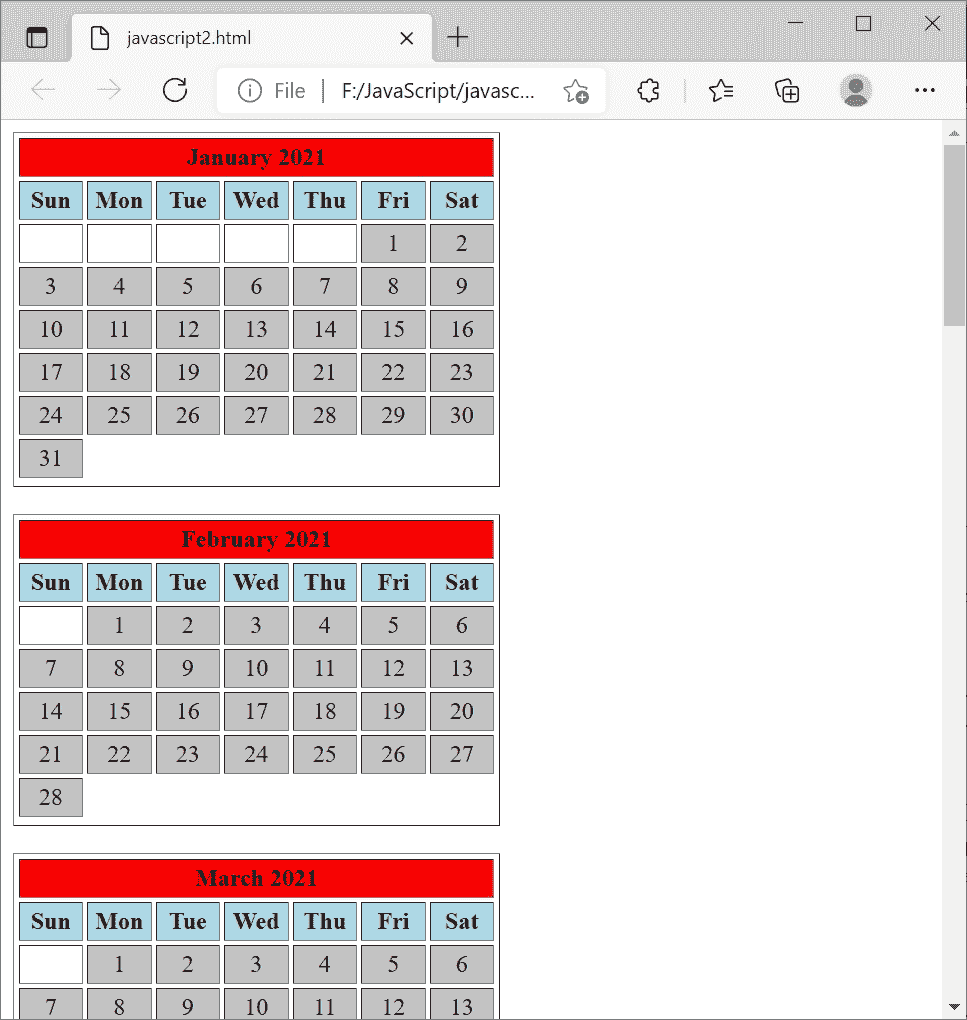 javascript2.html
File | F:/JavaScript/javasc...
January 2021
Sun Mon Tue Wed Thu Fri Sat
1 2
3 4 5 6 7 8 9
10 11 12 13 14 15 16
17 18 19 20 21 22 23
24 25 26 27 28 29 30
31
February 2021
Sun Mon Tue Wed Thu Fri Sat
1 2 3 4 5 6
7 8 9 10 11 12 13
14 15 16 17 18 19 20
21 22 23 24 25 26 27
28
March 2021
Sun Mon Tue Wed Thu Fri Sat
1 2 3 4 5 6
7 8 9 10 11 12 13